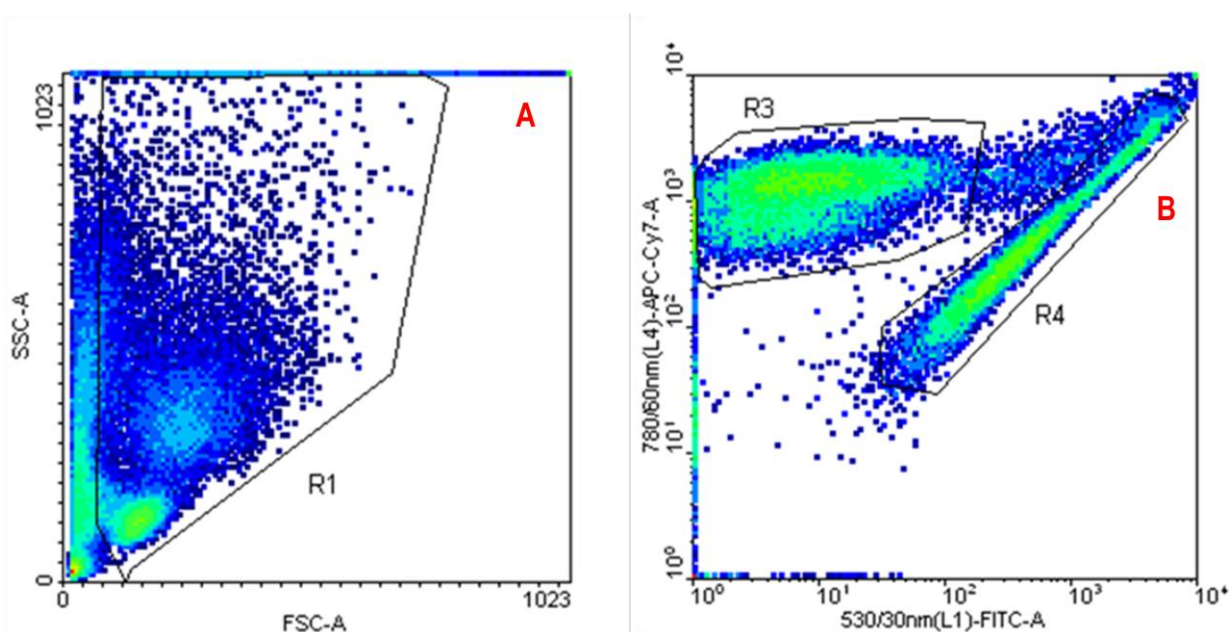 A
1023
SSC-A
R1
0
0
1023
FSC-A
B
10⁴
10³
10²
10¹
10⁰
780/60nm(L4)-APC-Cy7-A
R3
R4
10⁰
10¹
10²
10³
10⁴
530/30nm(L1)-FITC-A